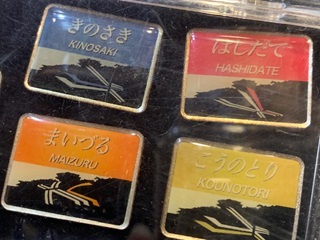 きのさき
KINOSAKI
はしだて
HASHIDATE
まいづる
MAIZURU
こうのとり
KOUNOTORI